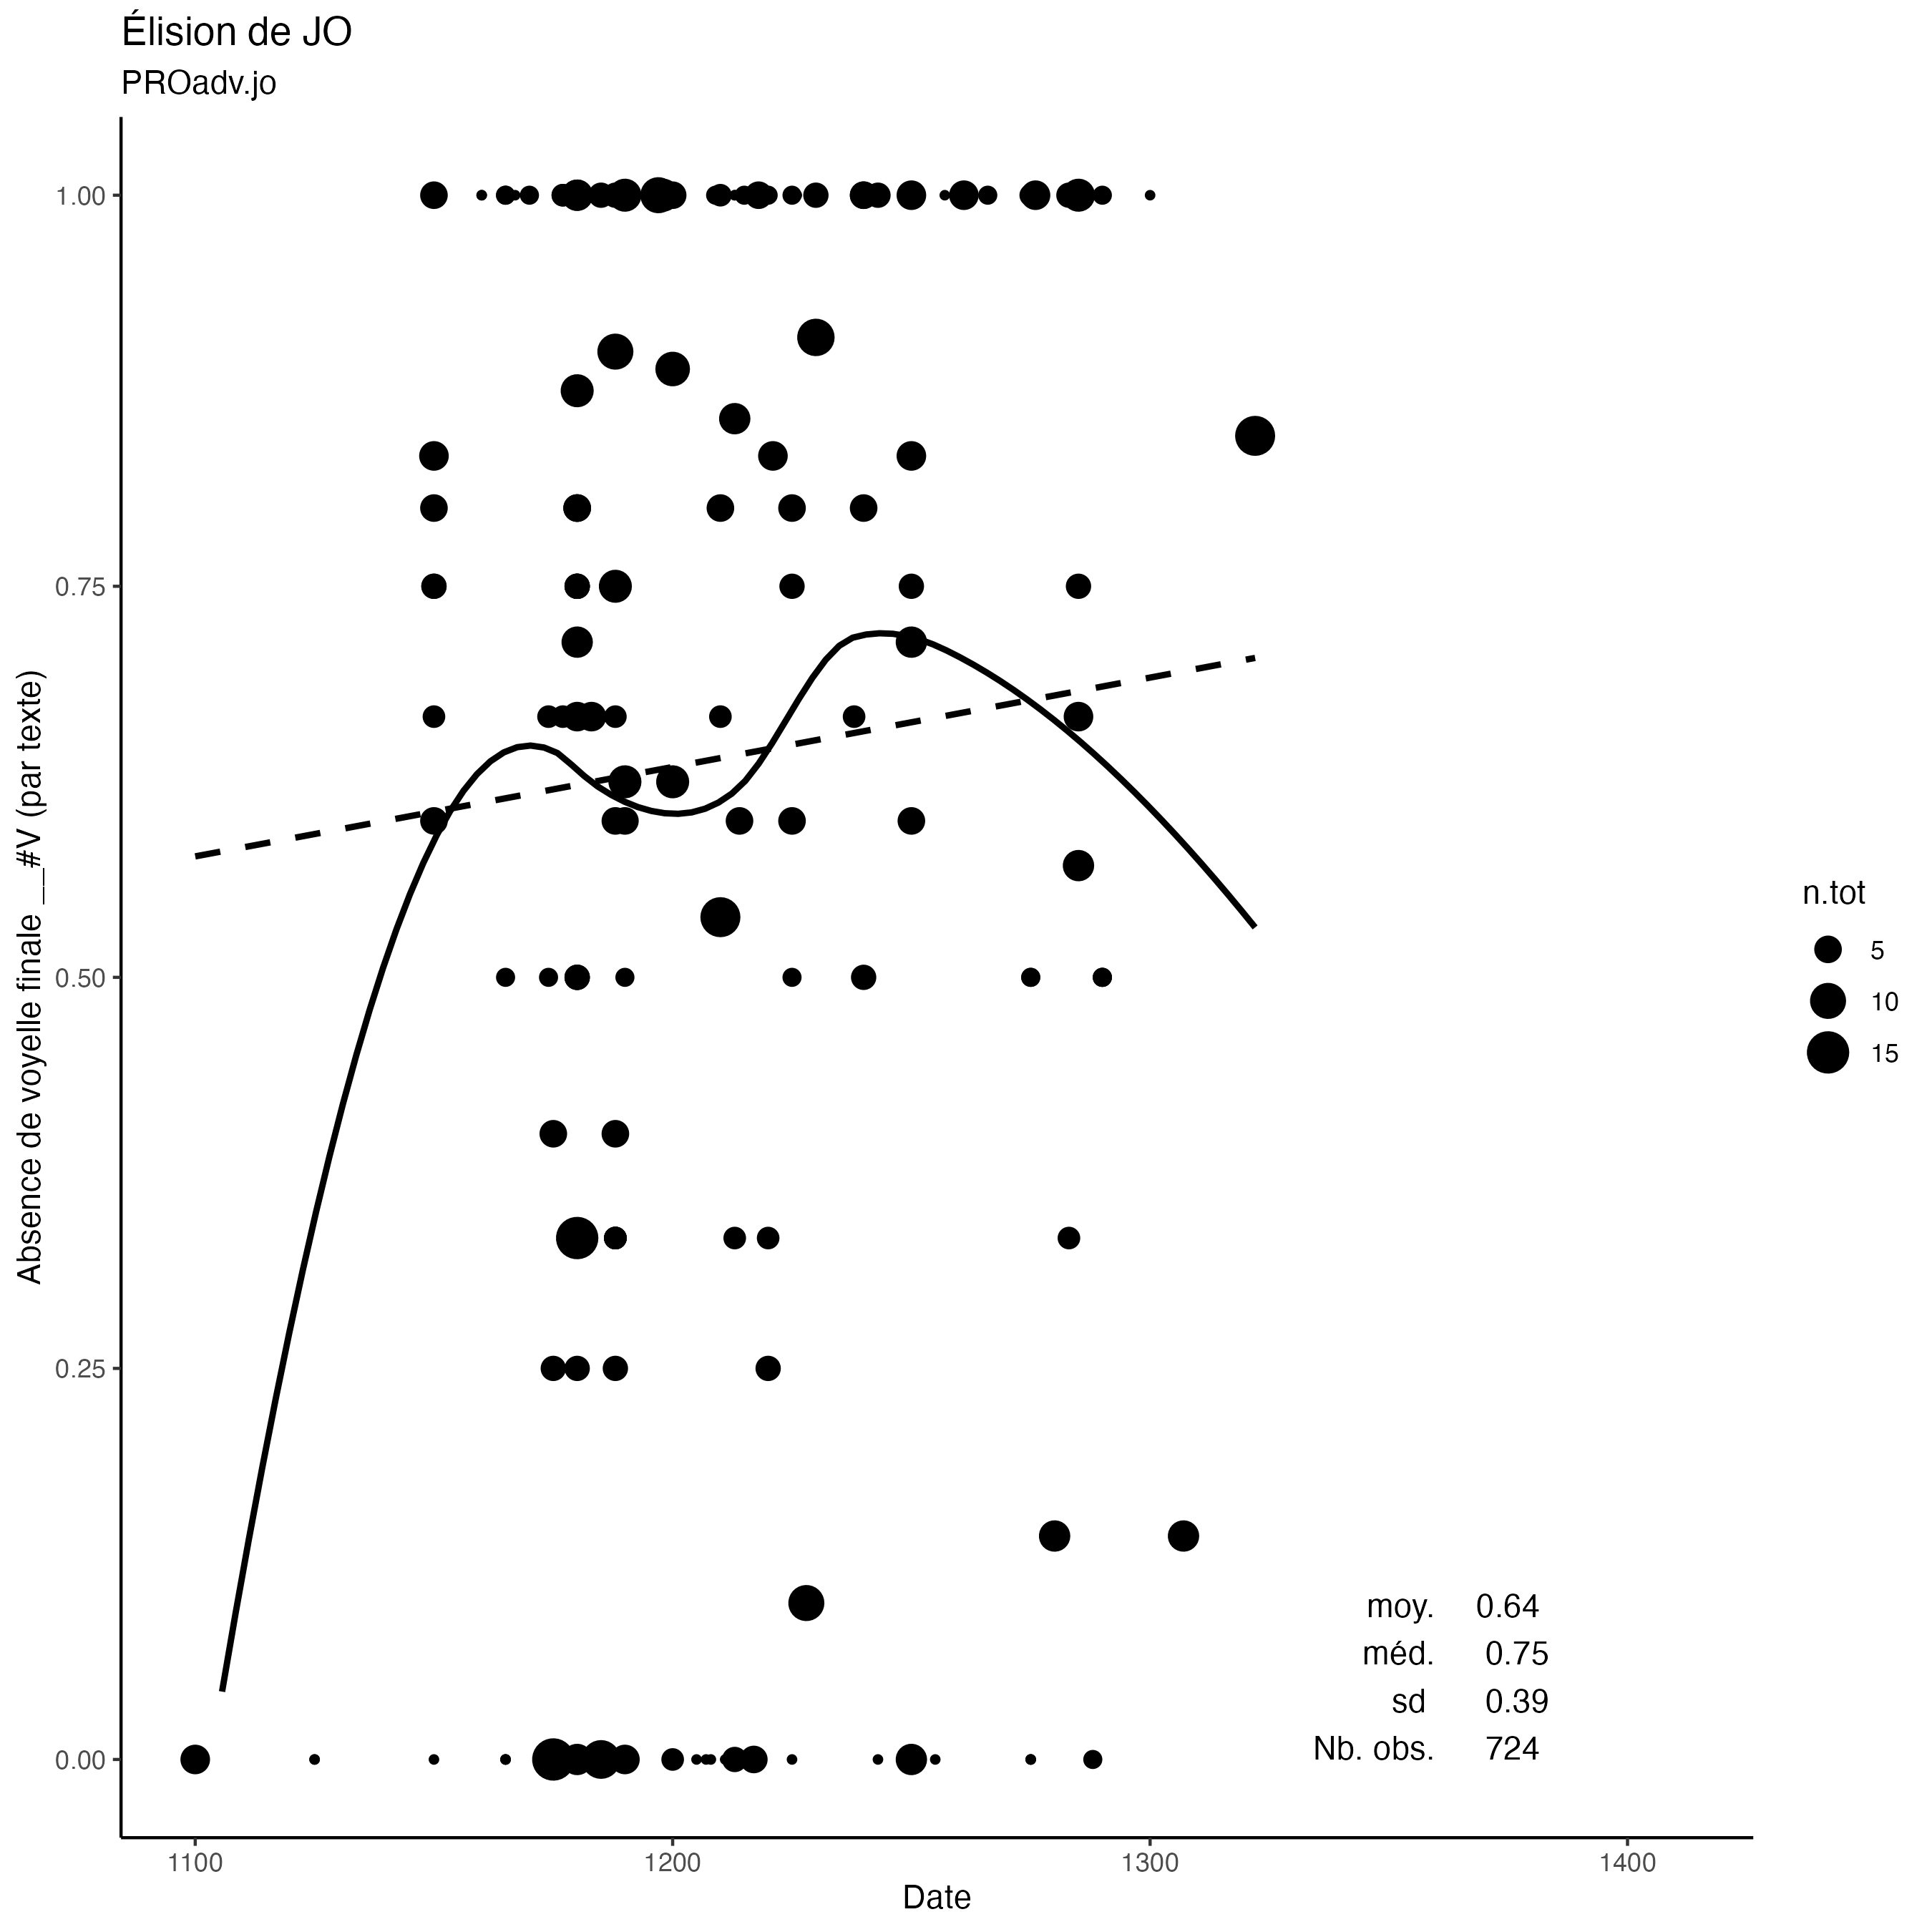 Élision de JO
PROadv.jo
Absence de voyelle finale __#V (par texte)
1.00
0.75
0.50
0.25
0.00
1100 1200 1300 1400
Date
n.tot
5
10
15
moy. 0.64
méd. 0.75
sd 0.39
Nb. obs. 724